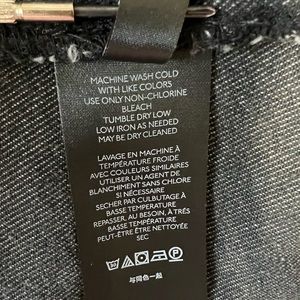 MACHINE WASH COLD
WITH LIKE COLORS
USE ONLY NON-CHLORINE
BLEACH
TUMBLE DRY LOW
LOW IRON AS NEEDED
MAY BE DRY CLEANED
LAVAGE EN MACHINE À
TEMPÉRATURE FROIDE
AVEC COULEURS SIMILAIRES
UTILISER UN AGENT DE
BLANCHIMENT SANS CHLORE
SI NÉCESSAIRE
SECHER PAR CULBUTAGE À
BASSE TEMPERATURE
REPASSER, AU BESOIN, À TRÈS
BASSE TEMPÉRATURE
PEUT-ÊTRE ÊTRE NETTOYÉ
SEC
与同色一起